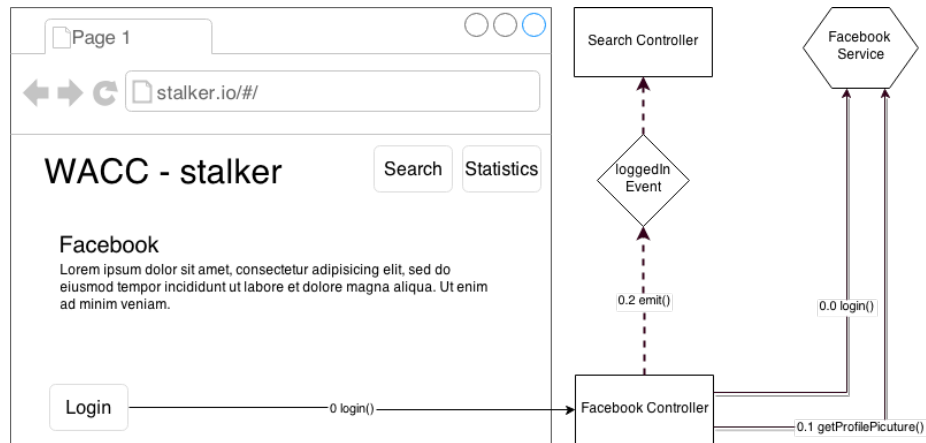 Page 1
stalker.io/#/
WACC - stalker
Search
Statistics
Facebook
Lorem ipsum dolor sit amet, consectetur adipisicing elit, sed do
eiusmod tempor incididunt ut labore et dolore magna aliqua. Ut enim
ad minim veniam.
Login
0 login()
Search Controller
loggedIn
Event
0.2 emit()
Facebook Controller
Facebook
Service
0.0 login()
0.1 getProfilePicuture()